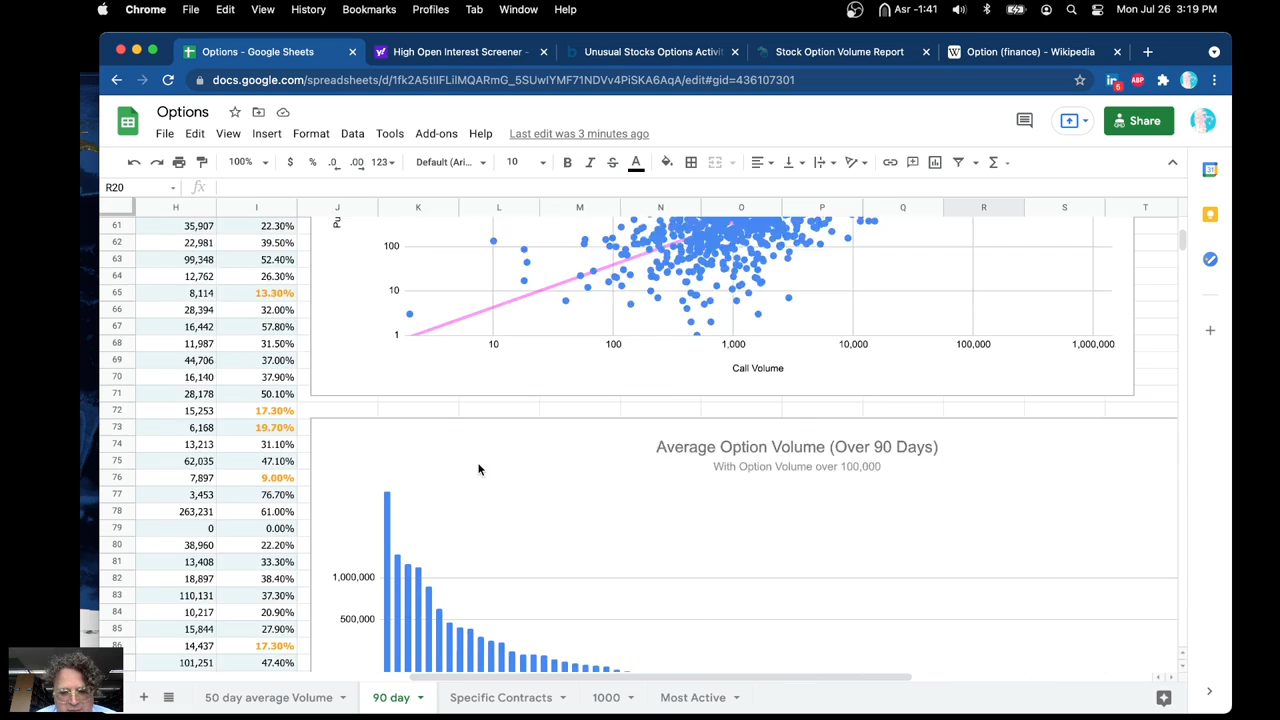 Chrome File Edit View History Bookmarks Profiles Tab Window Help Asr -1:41 Mon Jul 26 3:19 PM
Options - Google Sheets High Open Interest Screener - Unusual Stocks Options Activit Stock Option Volume Report Option (finance) - Wikipedia
docs.google.com/spreadsheets/d/1fk2A5tIIFLilMQARmG_5SUwIYMF71NDVv4PiSKA6AqA/edit#gid=436107301
Options
Share
File Edit View Insert Format Data Tools Add-ons Help Last edit was 3 minutes ago
100% $ % .0 .00 123 Default (Ari... 10 B I S A
R20 fx
H I J K L M N O P Q R S T
61 35,907 22.30%
62 22,981 39.50%
63 99,348 52.40%
64 12,762 26.30%
65 8,114 13.30%
66 28,394 32.00%
67 16,442 57.80%
68 11,987 31.50%
69 44,706 37.00%
70 16,140 37.90%
71 28,178 50.10%
72 15,253 17.30%
73 6,168 19.70%
74 13,213 31.10%
75 62,035 47.10%
76 7,897 9.00%
77 3,453 76.70%
78 263,231 61.00%
79 0 0.00%
80 38,960 22.20%
81 13,408 33.30%
82 18,897 38.40%
83 110,131 37.30%
84 10,217 20.90%
85 15,844 27.90%
86 14,437 17.30%
101,251 47.40%
Pu
100
10
1
10 100 1,000 10,000 100,000 1,000,000
Call Volume
Average Option Volume (Over 90 Days)
With Option Volume over 100,000
1,000,000
500,000
50 day average Volume 90 day Specific Contracts 1000 Most Active